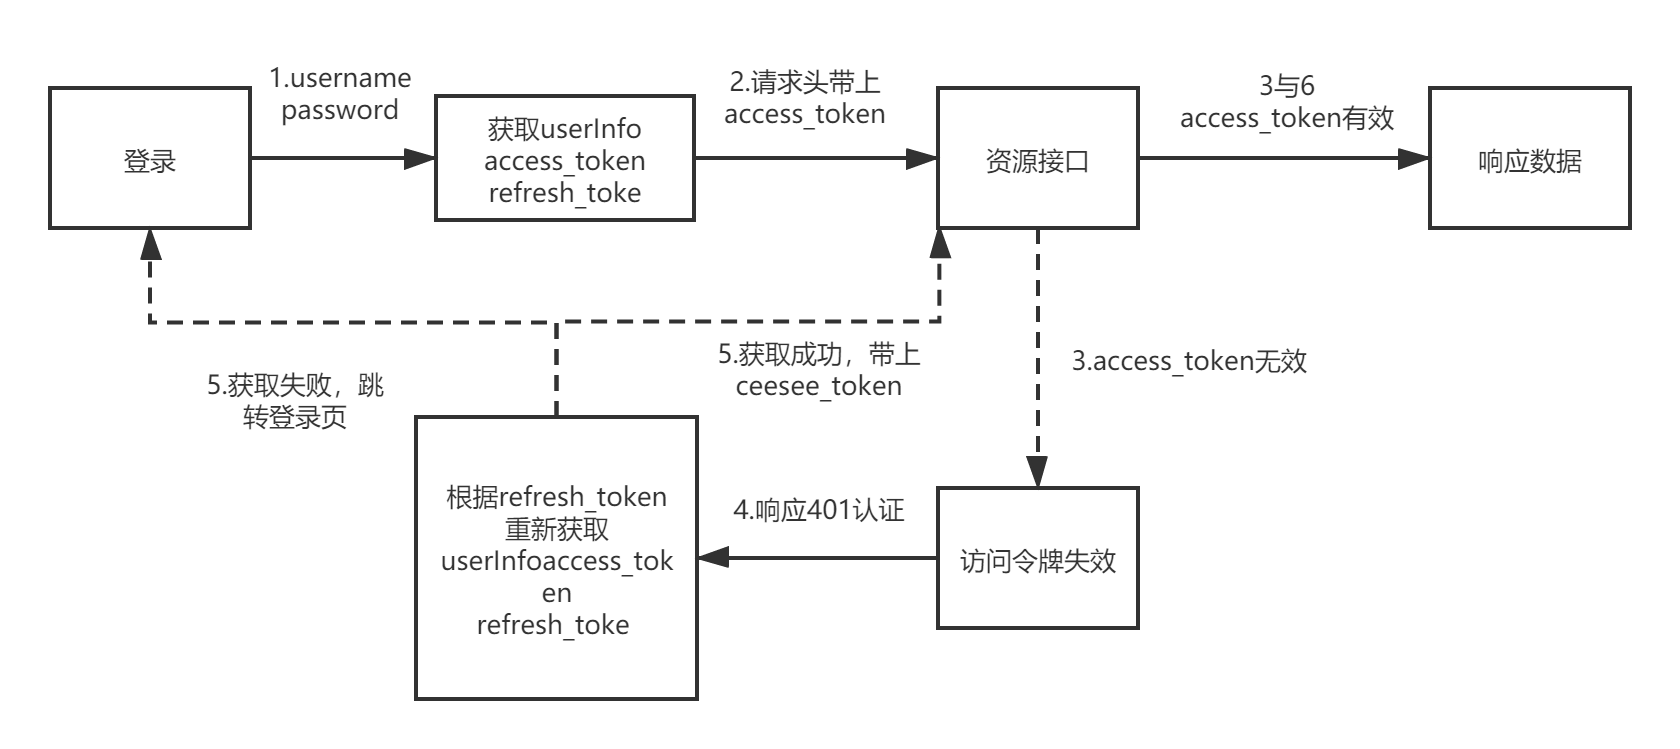 1.username
password
2.请求头带上
access_token
3与6
access_token有效
登录
获取userInfo
access_token
refresh_toke
资源接口
响应数据
5.获取失败，跳
转登录页
5.获取成功，带上
ceesee_token
3.access_token无效
根据refresh_token
重新获取
userInfoaccess_tok
en
refresh_toke
4.响应401认证
访问令牌失效